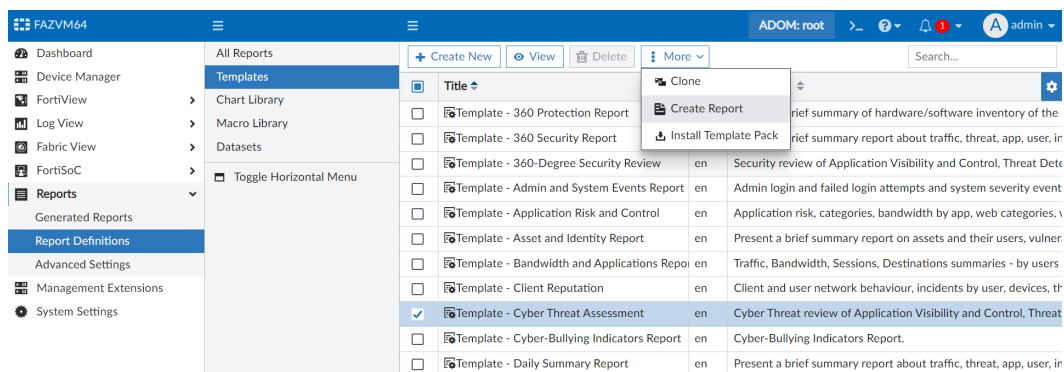 FAZVM64
ADOM: root
>_
?
1
A admin
Dashboard
Device Manager
FortiView
Log View
Fabric View
FortiSoC
Reports
Generated Reports
Report Definitions
Advanced Settings
Management Extensions
System Settings
All Reports
Templates
Chart Library
Macro Library
Datasets
Toggle Horizontal Menu
+ Create New View Delete More Search...
Clone
Create Report
Install Template Pack
Title
Template - 360 Protection Report rief summary of hardware/software inventory of the
Template - 360 Security Report rief summary report about traffic, threat, app, user, in
Template - 360-Degree Security Review en Security review of Application Visibility and Control, Threat Dete
Template - Admin and System Events Report en Admin login and failed login attempts and system severity event
Template - Application Risk and Control en Application risk, categories, bandwidth by app, web categories, v
Template - Asset and Identity Report en Present a brief summary report on assets and their users, vulnera
Template - Bandwidth and Applications Repo en Traffic, Bandwidth, Sessions, Destinations summaries - by users
Template - Client Reputation en Client and user network behaviour, incidents by user, devices, th
Template - Cyber Threat Assessment en Cyber Threat review of Application Visibility and Control, Threat
Template - Cyber-Bullying Indicators Report en Cyber-Bullying Indicators Report.
Template - Daily Summary Report en Present a brief summary report about traffic, threat, app, user, in